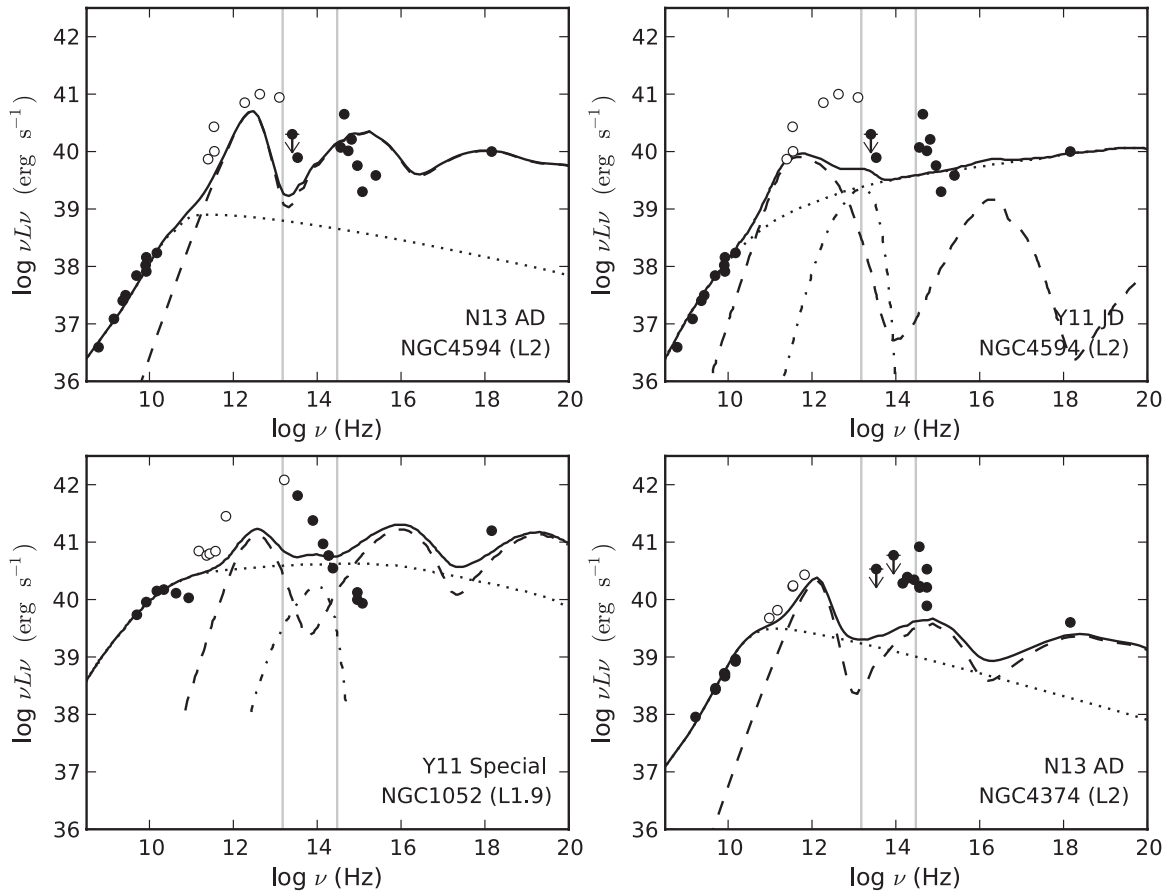 42
41
40
39
38
37
36
log νLν (erg s⁻¹)
10 12 14 16 18 20
log ν (Hz)
N13 AD
NGC4594 (L2)
42
41
40
39
38
37
36
log νLν (erg s⁻¹)
10 12 14 16 18 20
log ν (Hz)
Y11 JD
NGC4594 (L2)
42
41
40
39
38
37
36
log νLν (erg s⁻¹)
10 12 14 16 18 20
log ν (Hz)
Y11 Special
NGC1052 (L1.9)
42
41
40
39
38
37
36
log νLν (erg s⁻¹)
10 12 14 16 18 20
log ν (Hz)
N13 AD
NGC4374 (L2)